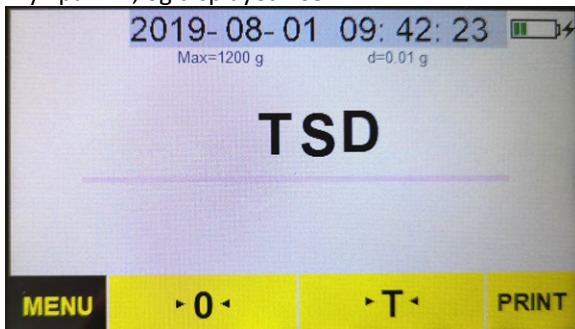 2019-08-01 09:42:23
Max=1200 g d=0.01 g
TSD
MENU ►0◄ ►T◄ PRINT